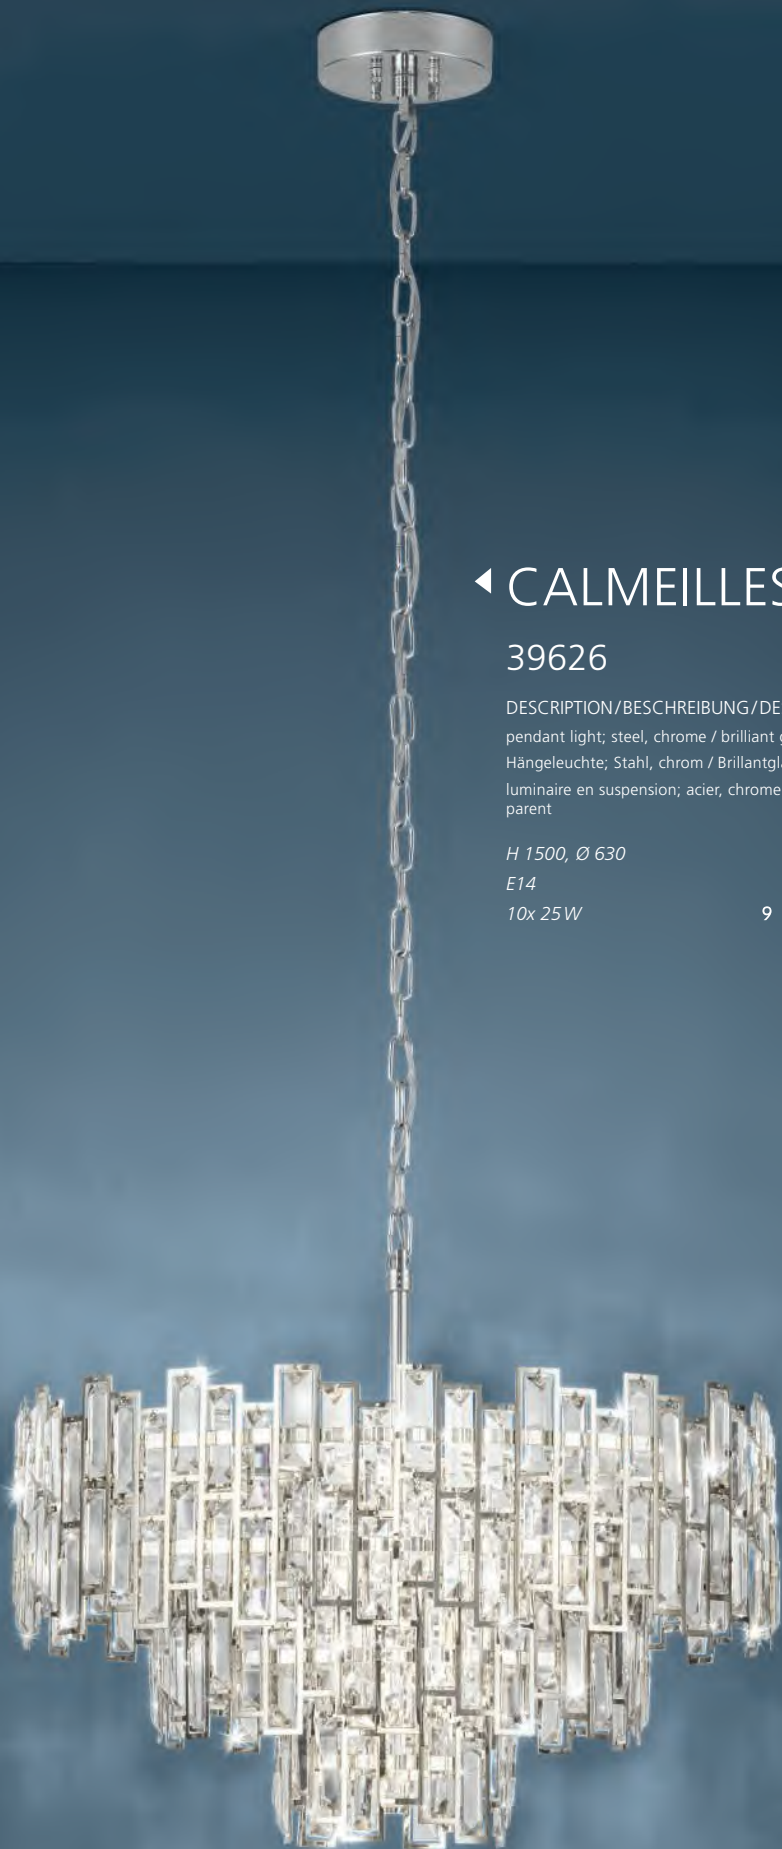 CALMEILLES
39626
DESCRIPTION/BESCHREIBUNG/DE
pendant light; steel, chrome / brilliant
Hängeleuchte; Stahl, chrom / Brillantgl
luminaire en suspension; acier, chrome
parent
H 1500, Ø 630
E14
10x 25W 9